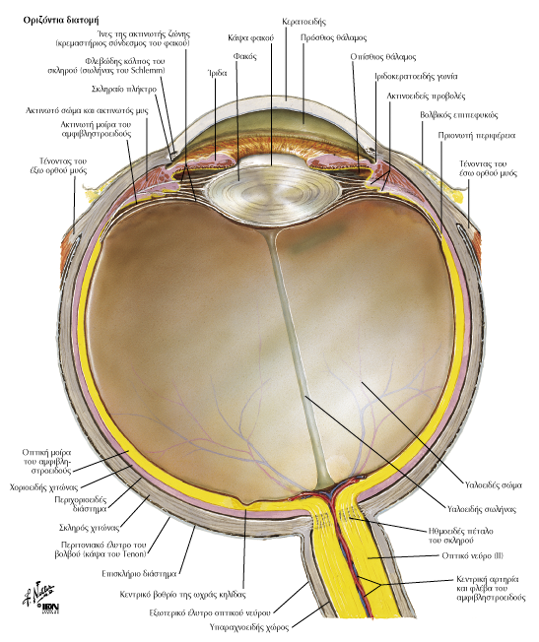 Οριζόντια διατομή
Κερατοειδής
Ίνες της ακτινωτής ζώνης
(κρεμαστήριος σύνδεσμος του φακού)
Κάψα φακού
Πρόσθιος θάλαμος
Φλεβώδης κόλπος του
σκληρού (σωλήνας του Schlemm)
Φακός
Οπίσθιος θάλαμος
Ίριδα
Ιριδοκερατοειδής γωνία
Σκληραίο πλήκτρο
Ακτινοειδείς προβολές
Ακτινωτό σώμα και ακτινωτός μυς
Βολβικός επιπεφυκώς
Ακτινωτή μοίρα του
αμφιβληστροειδούς
Πριονωτή περιφέρεια
Τένοντας του
έξω ορθού μυός
Τένοντας του
έσω ορθού μυός
Οπτική μοίρα
του αμφιβλη-
στροειδούς
Χοριοειδής χιτώνας
Περιχοριοειδές
διάστημα
Σκληρός χιτώνας
Περιτονιακό έλυτρο του
βολβού (κάψα του Tenon)
Επισκλήριο διάστημα
Κεντρικό βοθρίο της ωχράς κηλίδας
Εξωτερικό έλυτρο οπτικού νεύρου
Υπαραχνοειδής χώρος
Υαλοειδές σώμα
Υαλοειδής σωλήνας
Ηθμοειδές πέταλο
του σκληρού
Οπτικό νεύρο (II)
Κεντρική αρτηρία
και φλέβα του
αμφιβληστροειδούς